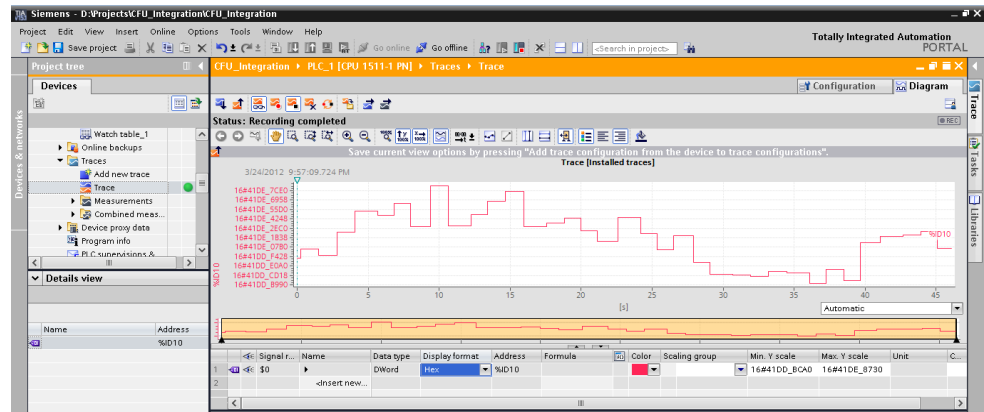 Siemens - D:\Projects\CFU_Integration\CFU_Integration
Project Edit View Insert Online Options Tools Window Help
Totally Integrated Automation
PORTAL
Save project
Go online
Go offline
<Search in project>
Project tree
CFU_Integration ▸ PLC_1 [CPU 1511-1 PN] ▸ Traces ▸ Trace
Devices
Configuration
Diagram
Devices & networks
Watch table_1
Online backups
Traces
Add new trace
Trace
Measurements
Combined meas...
Device proxy data
Program info
PLC supervisions &
Details view
Name Address
%ID10
Status: Recording completed
REC
Save current view options by pressing "Add trace configuration from the device to trace configurations".
Trace [Installed traces]
3/24/2012 9:57:09.724 PM
16#41DE_7CE0
16#41DE_6958
16#41DE_55D0
16#41DE_4248
16#41DE_2EC0
16#41DE_1B38
16#41DE_07B0
16#41DD_F428
16#41DD_E0A0
16#41DD_CD18
16#41DD_B990
%ID10
%ID10
0 5 10 15 20 25 30 35 40 45
[s]
Automatic
Signal r... Name Data type Display format Address Formula Color Scaling group Min. Y scale Max. Y scale Unit C...
1 $0 DWord Hex %ID10 16#41DD_BCA0 16#41DE_8730
2 <Insert new...
Trace
Tasks
Libraries